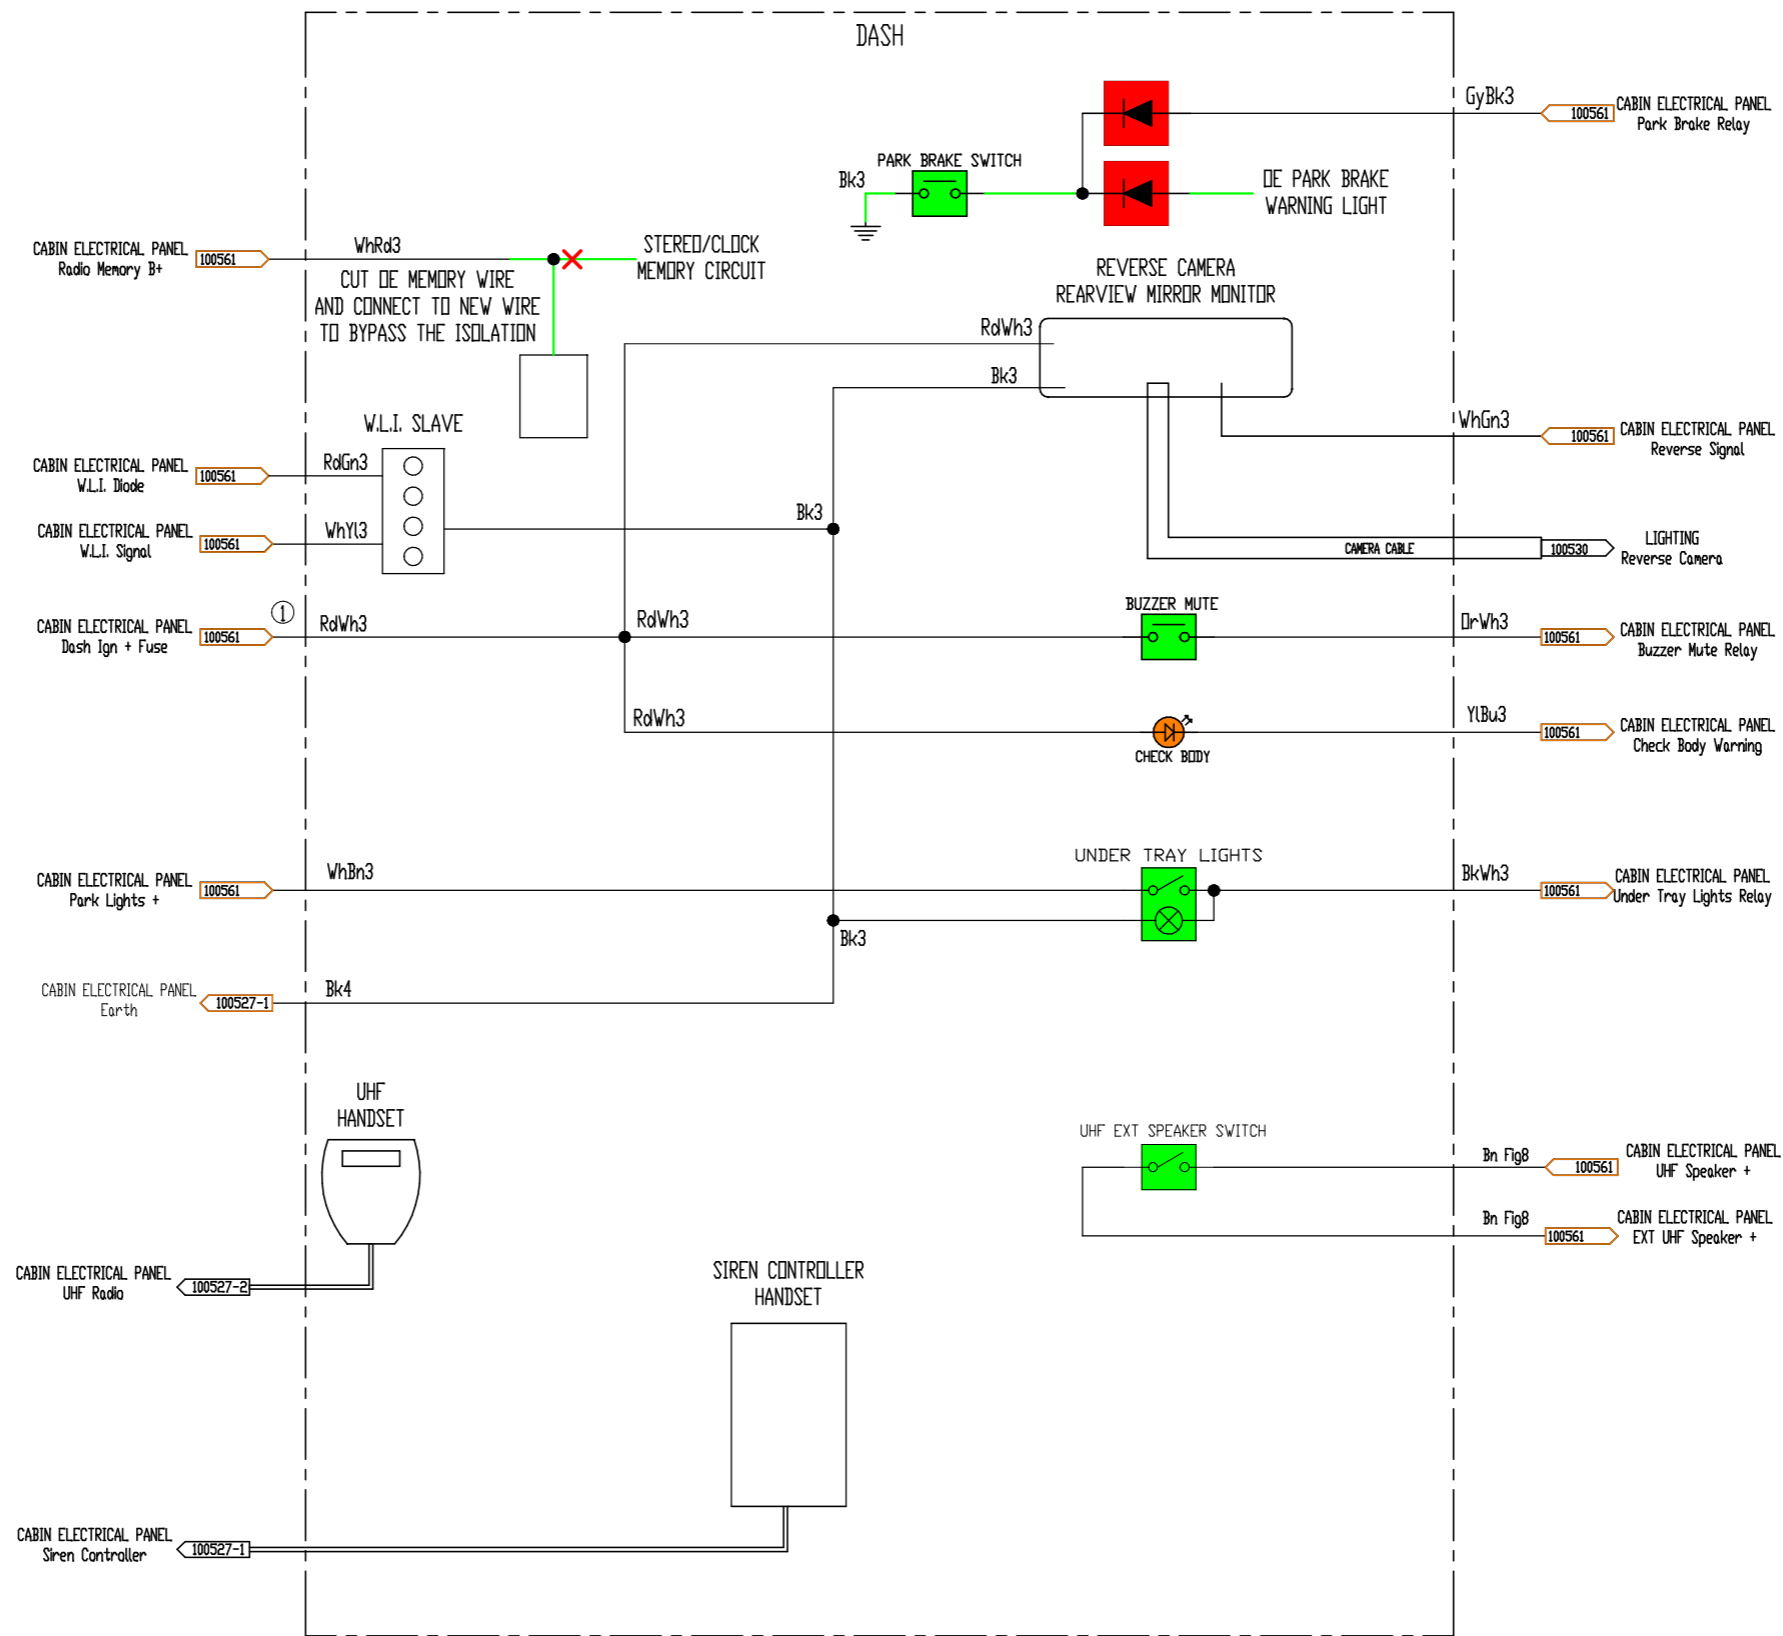 DASH
GyBk3
100561
CABIN ELECTRICAL PANEL
Park Brake Relay
PARK BRAKE SWITCH
Bk3
OE PARK BRAKE
WARNING LIGHT
CABIN ELECTRICAL PANEL
Radio Memory B+
100561
WhRd3
STEREO/CLOCK
MEMORY CIRCUIT
CUT OE MEMORY WIRE
AND CONNECT TO NEW WIRE
TO BYPASS THE ISOLATION
REVERSE CAMERA
REARVIEW MIRROR MONITOR
RdWh3
Bk3
WhGn3
100561
CABIN ELECTRICAL PANEL
Reverse Signal
W.L.I. SLAVE
CABIN ELECTRICAL PANEL
W.L.I. Diode
100561
RdGn3
CABIN ELECTRICAL PANEL
W.L.I. Signal
100561
WhYl3
Bk3
CAMERA CABLE
100530
LIGHTING
Reverse Camera
1
CABIN ELECTRICAL PANEL
Dash Ign + Fuse
100561
RdWh3
RdWh3
BUZZER MUTE
OrWh3
100561
CABIN ELECTRICAL PANEL
Buzzer Mute Relay
RdWh3
CHECK BODY
YlBu3
100561
CABIN ELECTRICAL PANEL
Check Body Warning
CABIN ELECTRICAL PANEL
Park Lights +
100561
WhBn3
UNDER TRAY LIGHTS
BkWh3
100561
CABIN ELECTRICAL PANEL
Under Tray Lights Relay
Bk3
CABIN ELECTRICAL PANEL
Earth
100527-1
Bk4
UHF
HANDSET
UHF EXT SPEAKER SWITCH
Bn Fig8
100561
CABIN ELECTRICAL PANEL
UHF Speaker +
Bn Fig8
100561
CABIN ELECTRICAL PANEL
EXT UHF Speaker +
CABIN ELECTRICAL PANEL
UHF Radio
100527-2
SIREN CONTROLLER
HANDSET
CABIN ELECTRICAL PANEL
Siren Controller
100527-1